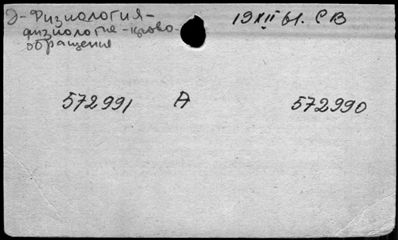 Э-Физиология- 19 XII 61. СВ
физиология-крово-
обращения
572991 А 572990